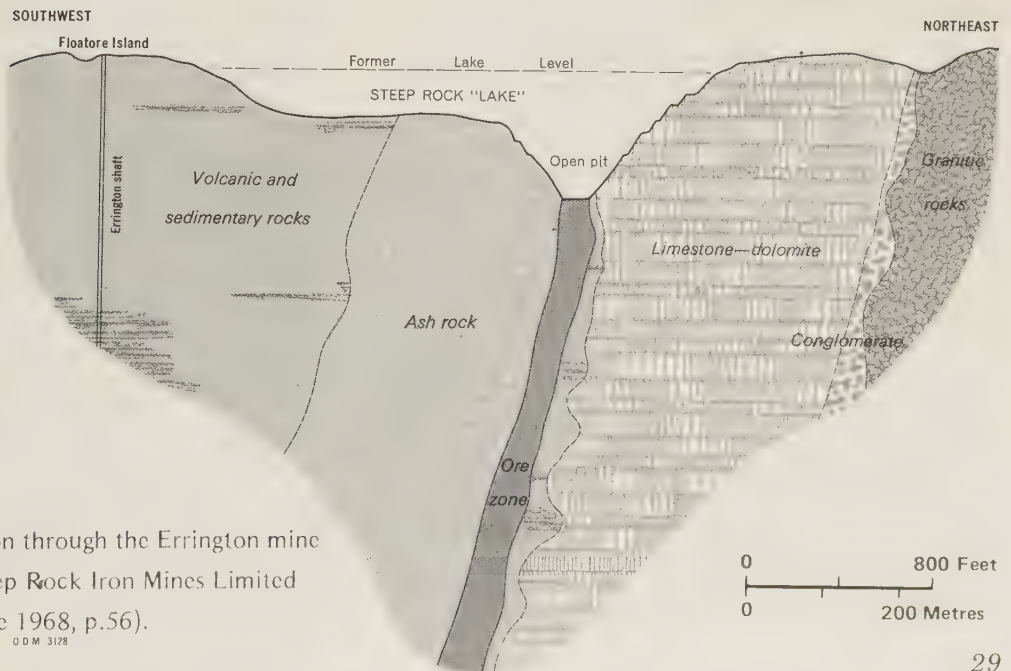 SOUTHWEST
NORTHEAST
Floatore Island
Former Lake Level
STEEP ROCK "LAKE"
Open pit
Errington shaft
Volcanic and
sedimentary rocks
Ash rock
Limestone—dolomite
Granitic
rocks
Conglomerate
Ore
zone
on through the Errington mine
ep Rock Iron Mines Limited
e 1968, p.56).
ODM 3128
0 800 Feet
0 200 Metres
29